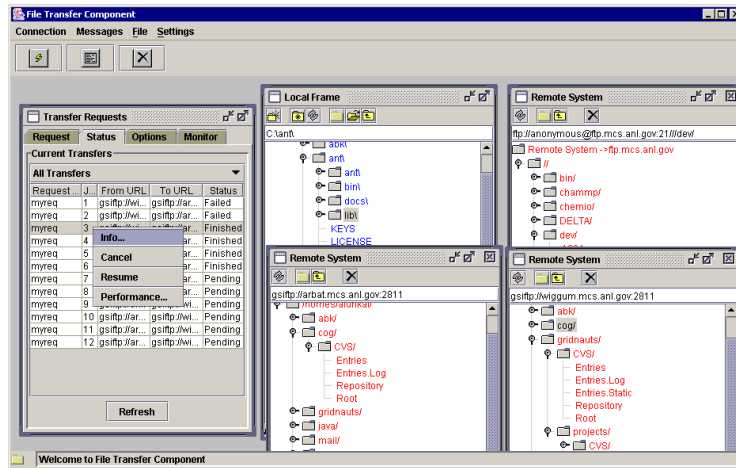 File Transfer Component
Connection Messages File Settings
Transfer Requests
Request Status Options Monitor
Current Transfers
All Transfers
Request ... J... From URL To URL Status
myreq 1 gsiftp://wi... gsiftp://ar... Failed
myreq 2 gsiftp://wi... gsiftp://ar... Failed
myreq 3 Finished
myreq 4 Finished
myreq 5 Finished
myreq 6 Finished
myreq 7 Pending
myreq 8 Pending
myreq 9 Pending
myreq 10 gsiftp://ar... gsiftp://wi... Pending
myreq 11 gsiftp://ar... gsiftp://wi... Pending
myreq 12 gsiftp://ar... gsiftp://wi... Pending
Info...
Cancel
Resume
Performance...
Refresh
Local Frame
C:\ant\
abk\
ant\
ant\
bin\
docs\
lib\
KEYS
LICENSE
Remote System
ftp://anonymous@ftp.mcs.anl.gov:21///dev/
Remote System ->ftp.mcs.anl.gov
//
bin/
chammp/
chemio/
DELTA/
dev/
Remote System
gsiftp://arbat.mcs.anl.gov:2811
/homes/alunkal/
abk/
cog/
CVS/
Entries
Entries.Log
Repository
Root
gridnauts/
java/
mail/
Remote System
gsiftp://wiggum.mcs.anl.gov:2811
abk/
cog/
gridnauts/
CVS/
Entries
Entries.Log
Entries.Static
Repository
Root
projects/
CVS/
Welcome to File Transfer Component